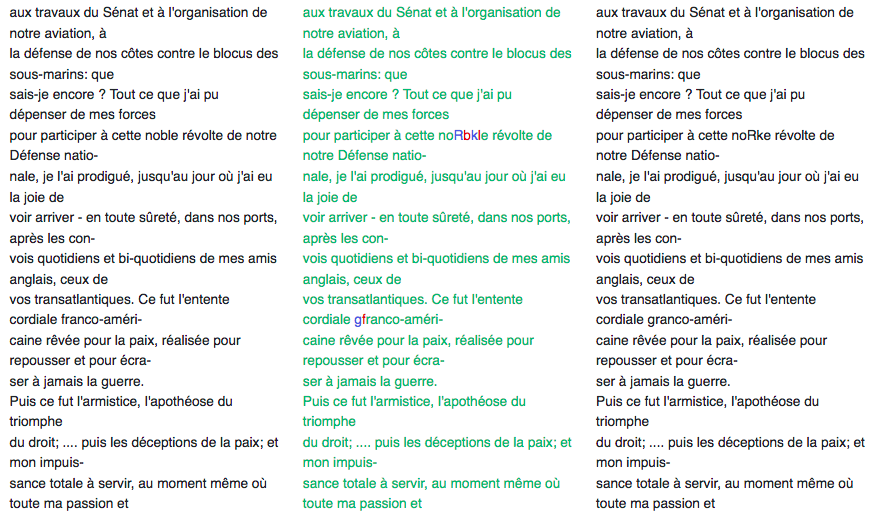 aux travaux du Sénat et à l'organisation de
notre aviation, à
la défense de nos côtes contre le blocus des
sous-marins: que
sais-je encore ? Tout ce que j'ai pu
dépenser de mes forces
pour participer à cette noble révolte de notre
Défense natio-
nale, je l'ai prodigué, jusqu'au jour où j'ai eu
la joie de
voir arriver - en toute sûreté, dans nos ports,
après les con-
vois quotidiens et bi-quotidiens de mes amis
anglais, ceux de
vos transatlantiques. Ce fut l'entente
cordiale franco-améri-
caine rêvée pour la paix, réalisée pour
repousser et pour écra-
ser à jamais la guerre.
Puis ce fut l'armistice, l'apothéose du
triomphe
du droit; .... puis les déceptions de la paix; et
mon impuis-
sance totale à servir, au moment même où
toute ma passion et
aux travaux du Sénat et à l'organisation de
notre aviation, à
la défense de nos côtes contre le blocus des
sous-marins: que
sais-je encore ? Tout ce que j'ai pu
dépenser de mes forces
pour participer à cette noRbkle révolte de
notre Défense natio-
nale, je l'ai prodigué, jusqu'au jour où j'ai eu
la joie de
voir arriver - en toute sûreté, dans nos ports,
après les con-
vois quotidiens et bi-quotidiens de mes amis
anglais, ceux de
vos transatlantiques. Ce fut l'entente
cordiale gfranco-améri-
caine rêvée pour la paix, réalisée pour
repousser et pour écra-
ser à jamais la guerre.
Puis ce fut l'armistice, l'apothéose du
triomphe
du droit; .... puis les déceptions de la paix; et
mon impuis-
sance totale à servir, au moment même où
toute ma passion et
aux travaux du Sénat et à l'organisation de
notre aviation, à
la défense de nos côtes contre le blocus des
sous-marins: que
sais-je encore ? Tout ce que j'ai pu
dépenser de mes forces
pour participer à cette noRke révolte de
notre Défense natio-
nale, je l'ai prodigué, jusqu'au jour où j'ai eu
la joie de
voir arriver - en toute sûreté, dans nos ports,
après les con-
vois quotidiens et bi-quotidiens de mes amis
anglais, ceux de
vos transatlantiques. Ce fut l'entente
cordiale granco-améri-
caine rêvée pour la paix, réalisée pour
repousser et pour écra-
ser à jamais la guerre.
Puis ce fut l'armistice, l'apothéose du
triomphe
du droit; .... puis les déceptions de la paix; et
mon impuis-
sance totale à servir, au moment même où
toute ma passion et